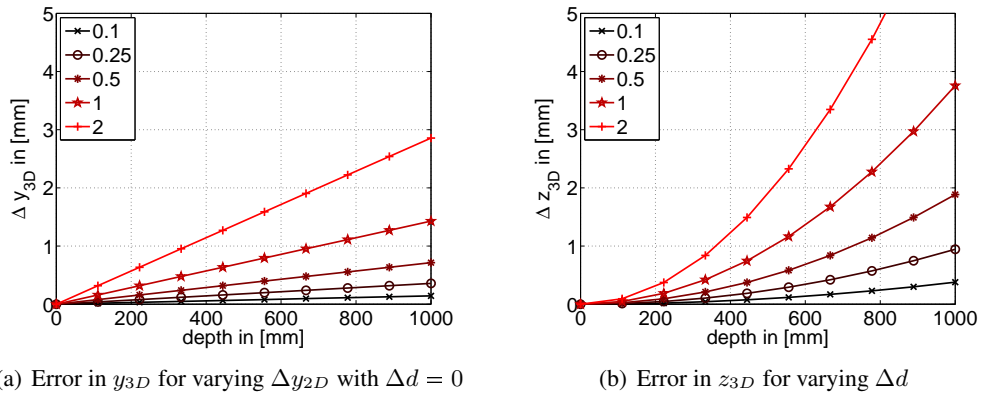 5
4
3
2
1
0
0.1
0.25
0.5
1
2
Δ y3D in [mm]
0 200 400 600 800 1000
depth in [mm]
5
4
3
2
1
0
0.1
0.25
0.5
1
2
Δ z3D in [mm]
0 200 400 600 800 1000
depth in [mm]
a) Error in y3D for varying Δy2D with Δd = 0
(b) Error in z3D for varying Δd